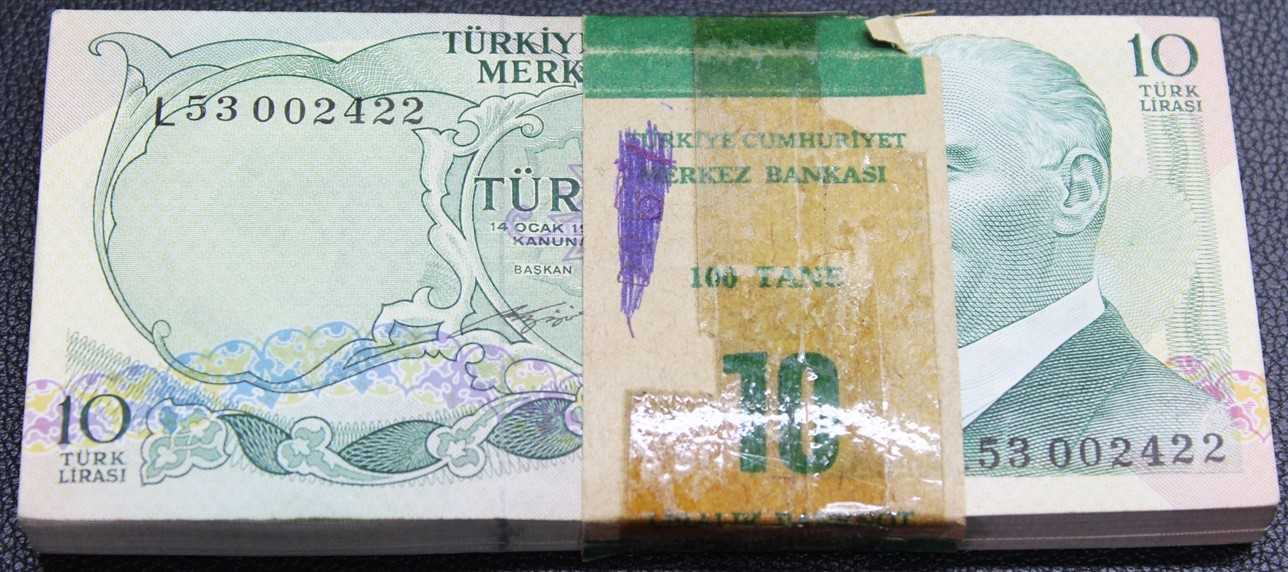 TÜRKİY
MERK
10
TÜRK
LİRASI
L53 002422
TÜRKİYE CUMHURİYET
MERKEZ BANKASI
TÜR
14 OCAK 1
KANUN
BAŞKAN
100 TANE
10
10
TÜRK
LİRASI
53 002422